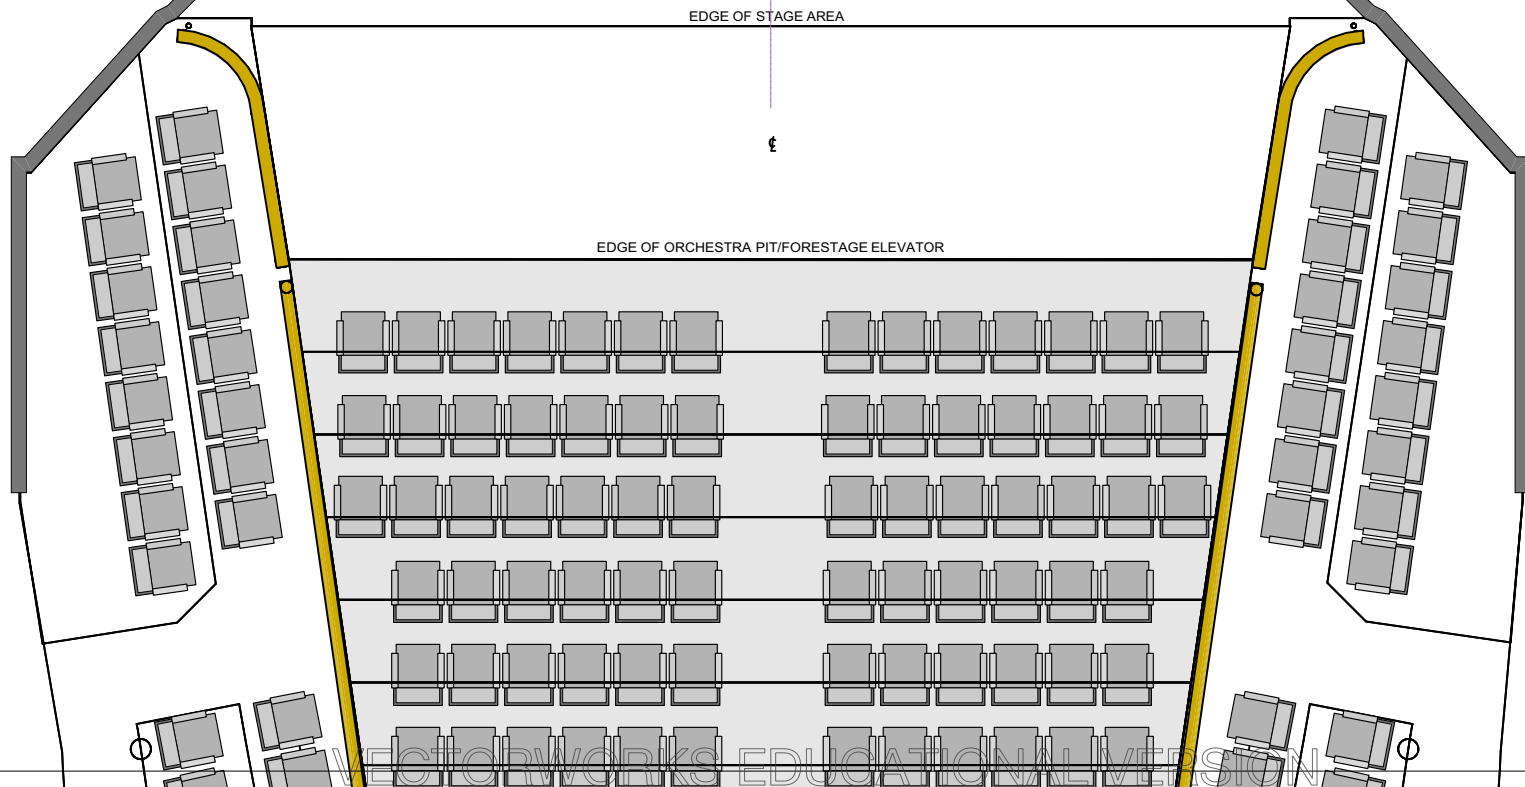 EDGE OF STAGE AREA
℄
EDGE OF ORCHESTRA PIT/FORESTAGE ELEVATOR
VECTORWORKS EDUCATIONAL VERSION